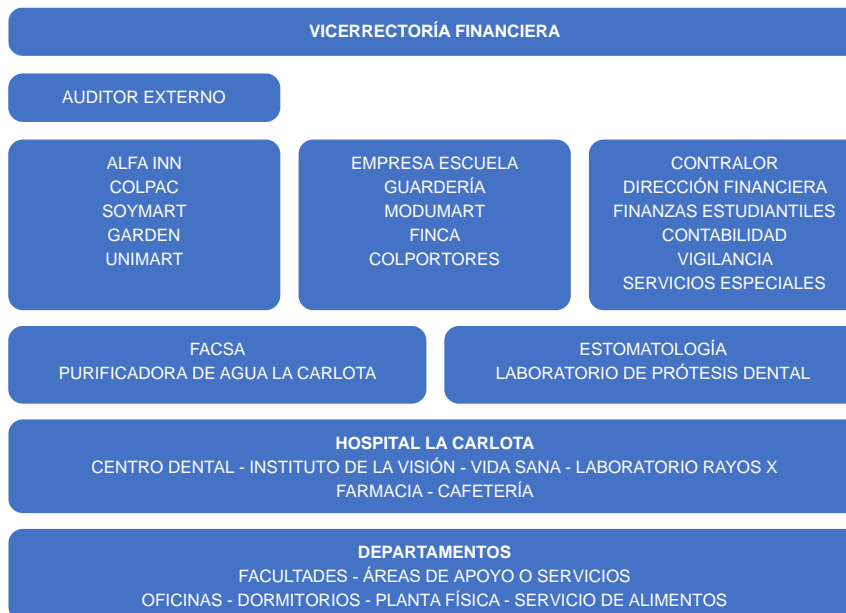 VICERRECTORÍA FINANCIERA
AUDITOR EXTERNO
ALFA INN
COLPAC
SOYMART
GARDEN
UNIMART
EMPRESA ESCUELA
GUARDERÍA
MODUMART
FINCA
COLPORTORES
CONTRALOR
DIRECCIÓN FINANCIERA
FINANZAS ESTUDIANTILES
CONTABILIDAD
VIGILANCIA
SERVICIOS ESPECIALES
FACSA
PURIFICADORA DE AGUA LA CARLOTA
ESTOMATOLOGÍA
LABORATORIO DE PRÓTESIS DENTAL
HOSPITAL LA CARLOTA
CENTRO DENTAL - INSTITUTO DE LA VISIÓN - VIDA SANA - LABORATORIO RAYOS X
FARMACIA - CAFETERÍA
DEPARTAMENTOS
FACULTADES - ÁREAS DE APOYO O SERVICIOS
OFICINAS - DORMITORIOS - PLANTA FÍSICA - SERVICIO DE ALIMENTOS